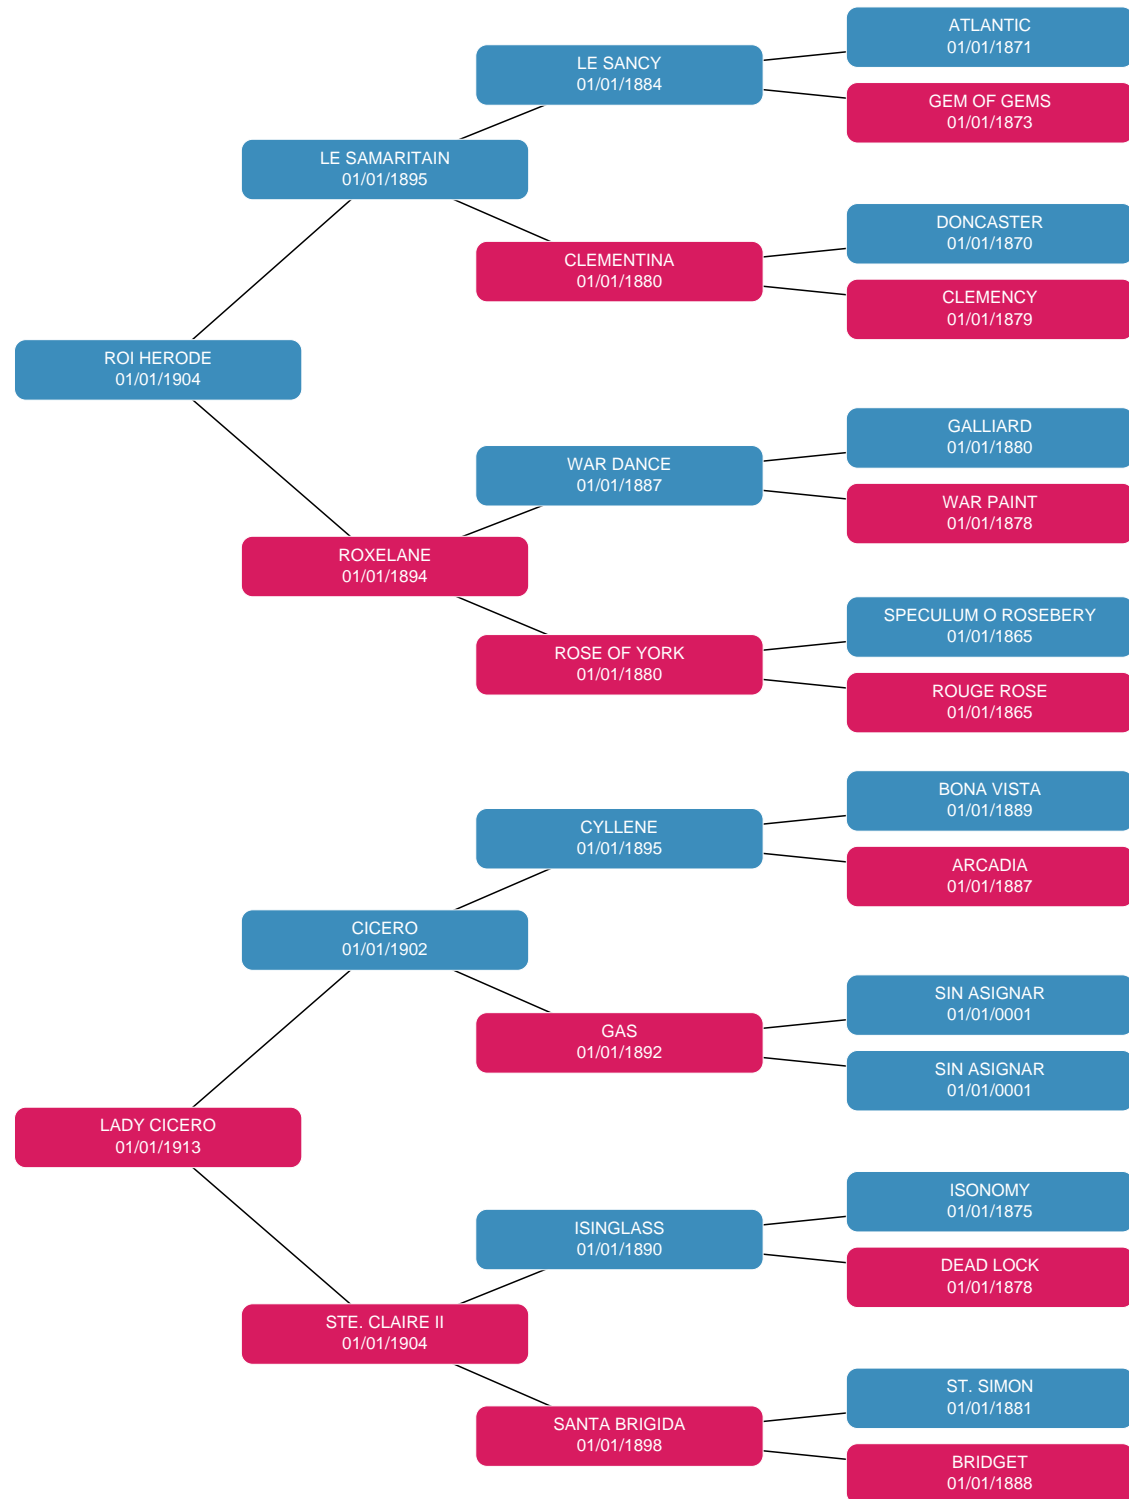 ATLANTIC
01/01/1871
LE SANCY
01/01/1884
GEM OF GEMS
01/01/1873
LE SAMARITAIN
01/01/1895
DONCASTER
01/01/1870
CLEMENTINA
01/01/1880
CLEMENCY
01/01/1879
ROI HERODE
01/01/1904
GALLIARD
01/01/1880
WAR DANCE
01/01/1887
WAR PAINT
01/01/1878
ROXELANE
01/01/1894
SPECULUM O ROSEBERY
01/01/1865
ROSE OF YORK
01/01/1880
ROUGE ROSE
01/01/1865
BONA VISTA
01/01/1889
CYLLENE
01/01/1895
ARCADIA
01/01/1887
CICERO
01/01/1902
SIN ASIGNAR
01/01/0001
GAS
01/01/1892
SIN ASIGNAR
01/01/0001
LADY CICERO
01/01/1913
ISONOMY
01/01/1875
ISINGLASS
01/01/1890
DEAD LOCK
01/01/1878
STE. CLAIRE II
01/01/1904
ST. SIMON
01/01/1881
SANTA BRIGIDA
01/01/1898
BRIDGET
01/01/1888